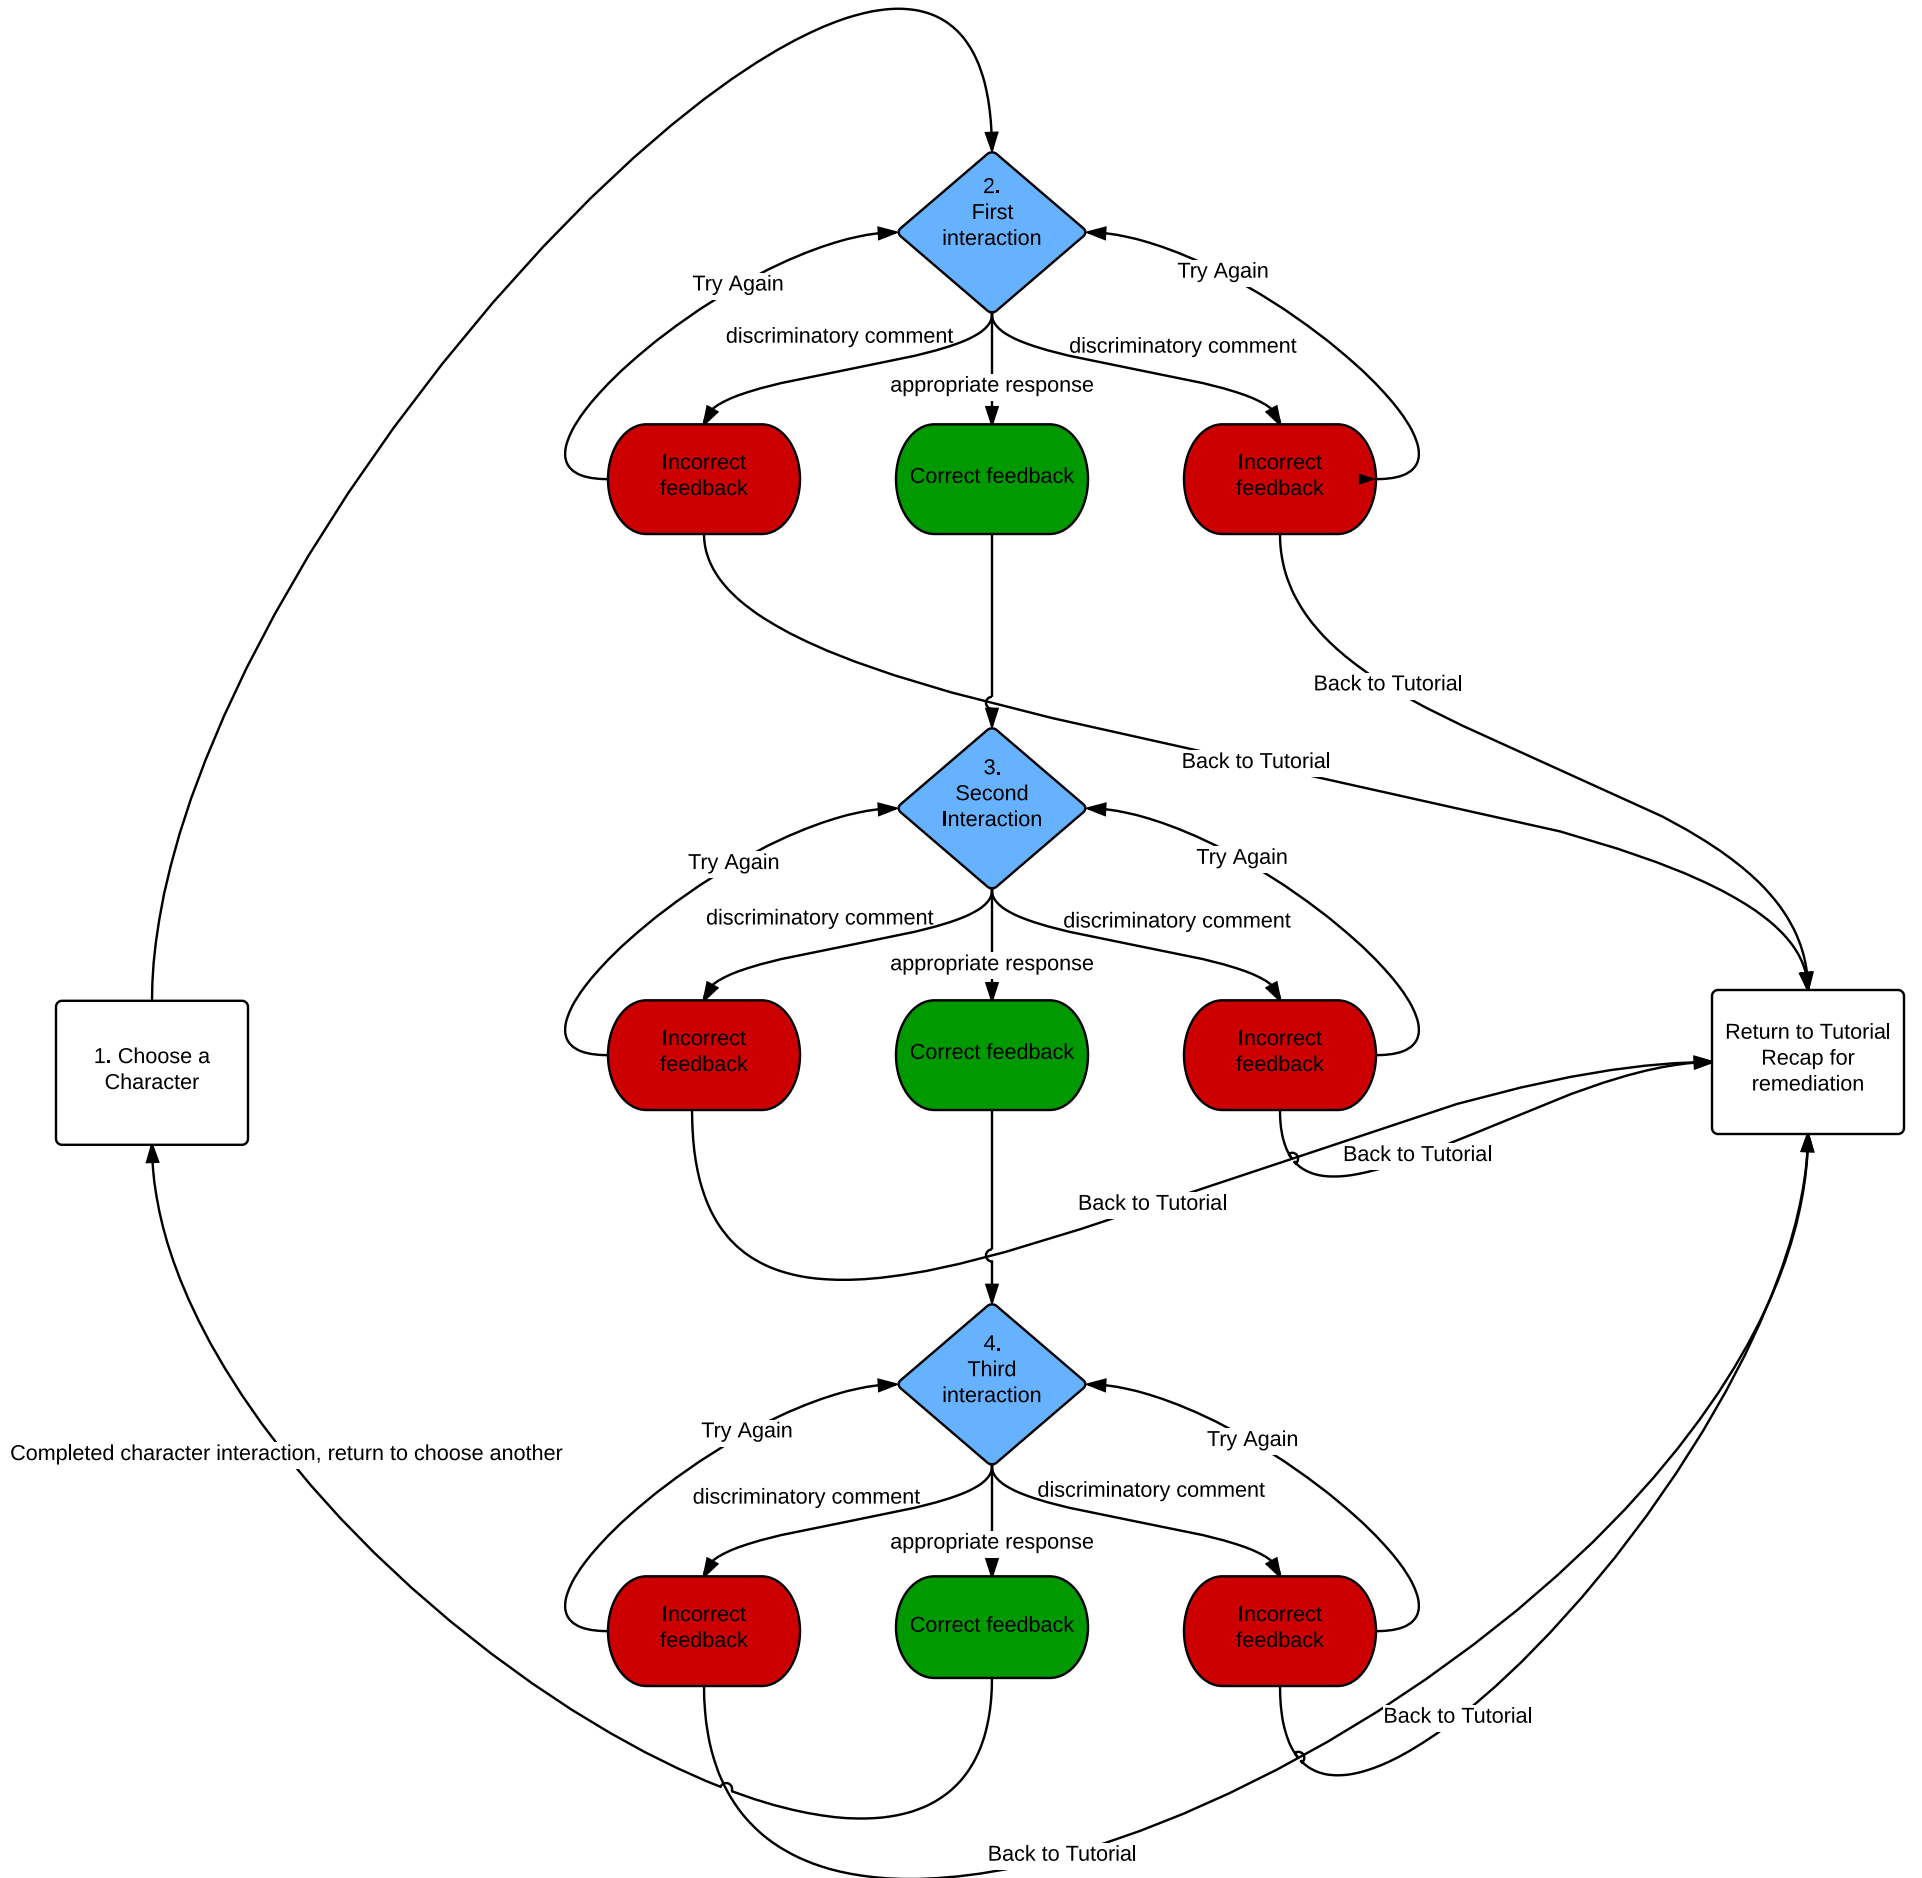 2.
First
interaction
Try Again
Try Again
discriminatory comment
discriminatory comment
appropriate response
Incorrect
feedback
Correct feedback
Incorrect
feedback
Back to Tutorial
Back to Tutorial
3.
Second
Interaction
Try Again
Try Again
discriminatory comment
discriminatory comment
appropriate response
1. Choose a
Character
Incorrect
feedback
Correct feedback
Incorrect
feedback
Return to Tutorial
Recap for
remediation
Back to Tutorial
Back to Tutorial
4.
Third
interaction
Try Again
Try Again
Completed character interaction, return to choose another
discriminatory comment
discriminatory comment
appropriate response
Incorrect
feedback
Correct feedback
Incorrect
feedback
Back to Tutorial
Back to Tutorial